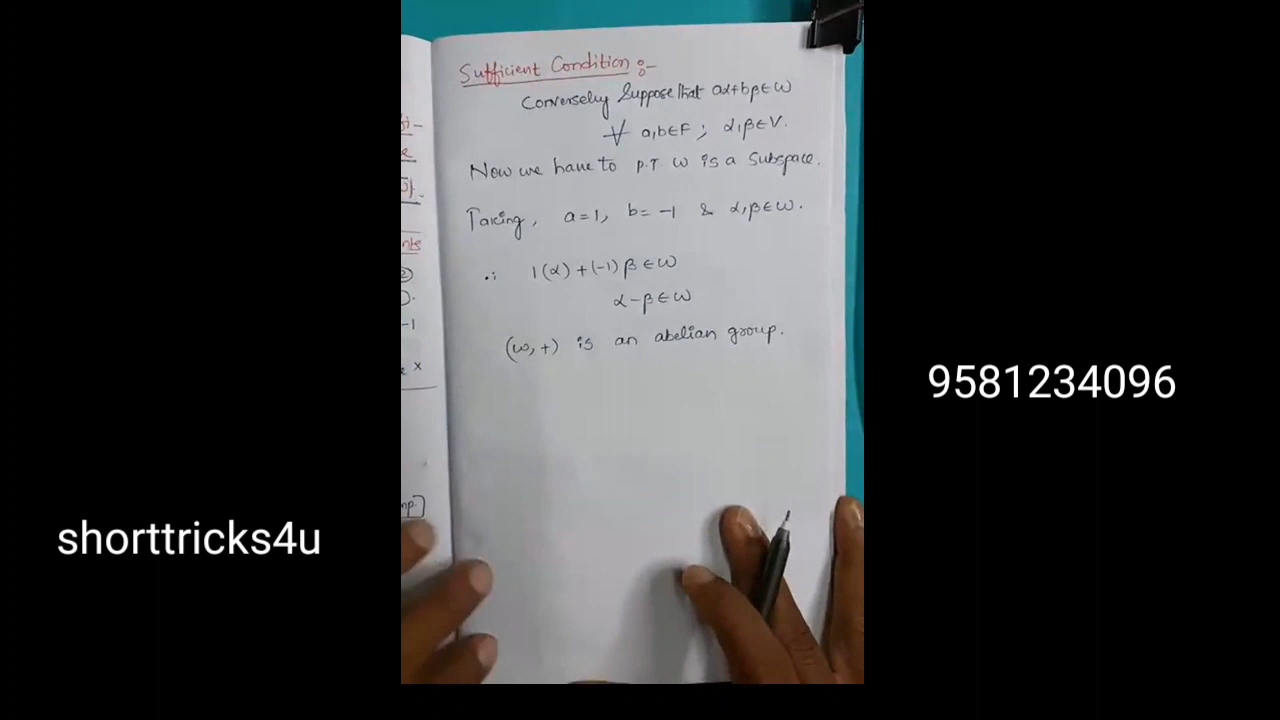 Sufficient Condition :-
Conversely Suppose that aα+bβ∈W
∀ a,b∈F ; α,β∈V.
Now we have to P.T W is a Subspace.
Taking, a=1, b= -1 & α,β∈W.
∴ 1(α) + (-1) β ∈ W
α-β∈W
(W, +) is an abelian group.
-1
x
9581234096
shorttricks4u